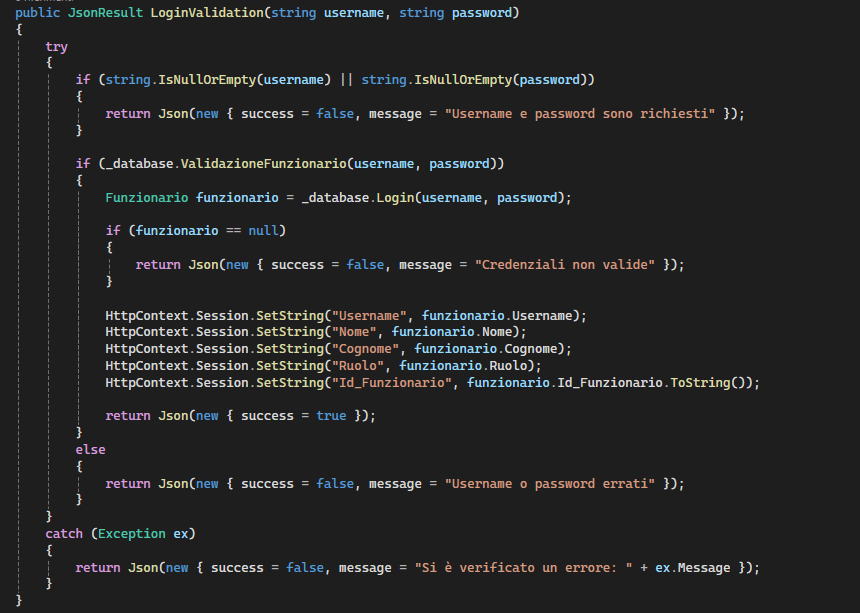 public JsonResult LoginValidation(string username, string password)
{
try
{
if (string.IsNullOrEmpty(username) || string.IsNullOrEmpty(password))
{
return Json(new { success = false, message = "Username e password sono richiesti" });
}
if (_database.ValidazioneFunzionario(username, password))
{
Funzionario funzionario = _database.Login(username, password);
if (funzionario == null)
{
return Json(new { success = false, message = "Credenziali non valide" });
}
HttpContext.Session.SetString("Username", funzionario.Username);
HttpContext.Session.SetString("Nome", funzionario.Nome);
HttpContext.Session.SetString("Cognome", funzionario.Cognome);
HttpContext.Session.SetString("Ruolo", funzionario.Ruolo);
HttpContext.Session.SetString("Id_Funzionario", funzionario.Id_Funzionario.ToString());
return Json(new { success = true });
}
else
{
return Json(new { success = false, message = "Username o password errati" });
}
}
catch (Exception ex)
{
return Json(new { success = false, message = "Si è verificato un errore: " + ex.Message });
}
}